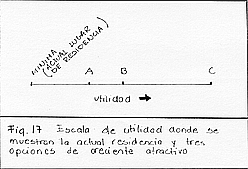 MINIMA
(ACTUAL LUGAR
DE RESIDENCIA)
A B C
utilidad →
Fig. 17 Escala de utilidad donde se
muestran la actual residencia y tres
opciones de creciente atractivo